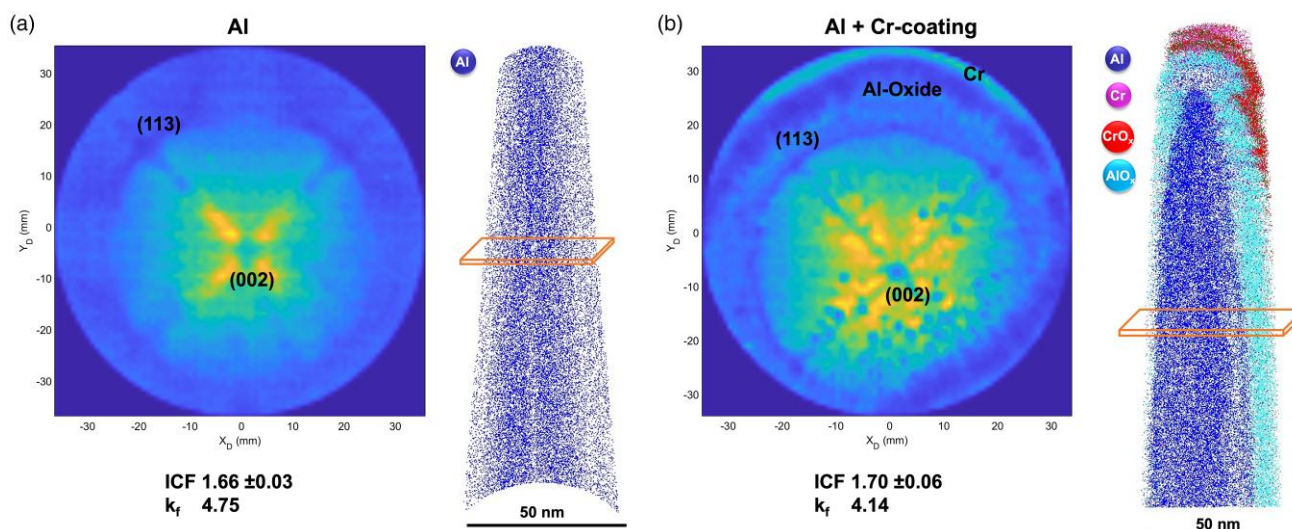 (a)
Al
30
20
10
0
-10
-20
-30
Y_D (mm)
(113)
(002)
-30 -20 -10 0 10 20 30
X_D (mm)
ICF 1.66 ±0.03
k_f 4.75
Al
50 nm
(b)
Al + Cr-coating
30
20
10
0
-10
-20
-30
Y_D (mm)
Cr
Al-Oxide
(113)
(002)
-30 -20 -10 0 10 20 30
X_D (mm)
ICF 1.70 ±0.06
k_f 4.14
Al
Cr
CrOₓ
AlOₓ
50 nm